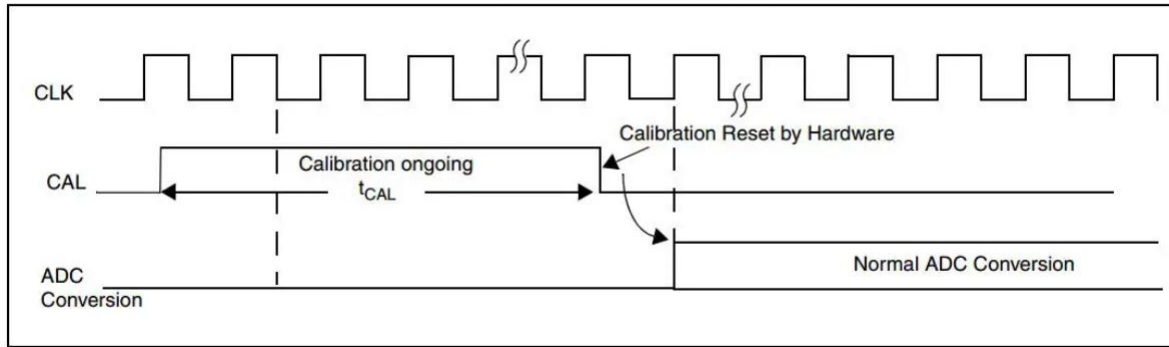 CLK
Calibration Reset by Hardware
CAL
Calibration ongoing
tCAL
ADC
Conversion
Normal ADC Conversion